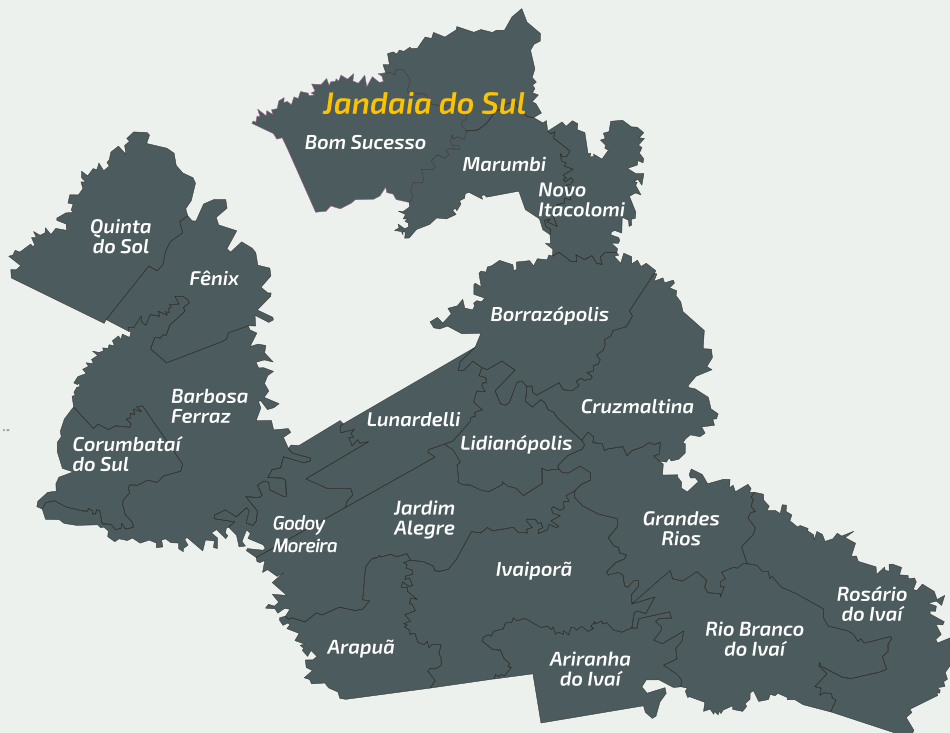 Jandaia do Sul
Bom Sucesso
Marumbi
Novo
Itacolomi
Quinta
do Sol
Fênix
Borrazópolis
Barbosa
Ferraz
Cruzmaltina
Lunardelli
Lidianópolis
Corumbataí
do Sul
Jardim
Alegre
Godoy
Moreira
Grandes
Rios
Ivaiporã
Rosário
do Ivaí
Rio Branco
do Ivaí
Arapuã
Ariranha
do Ivaí